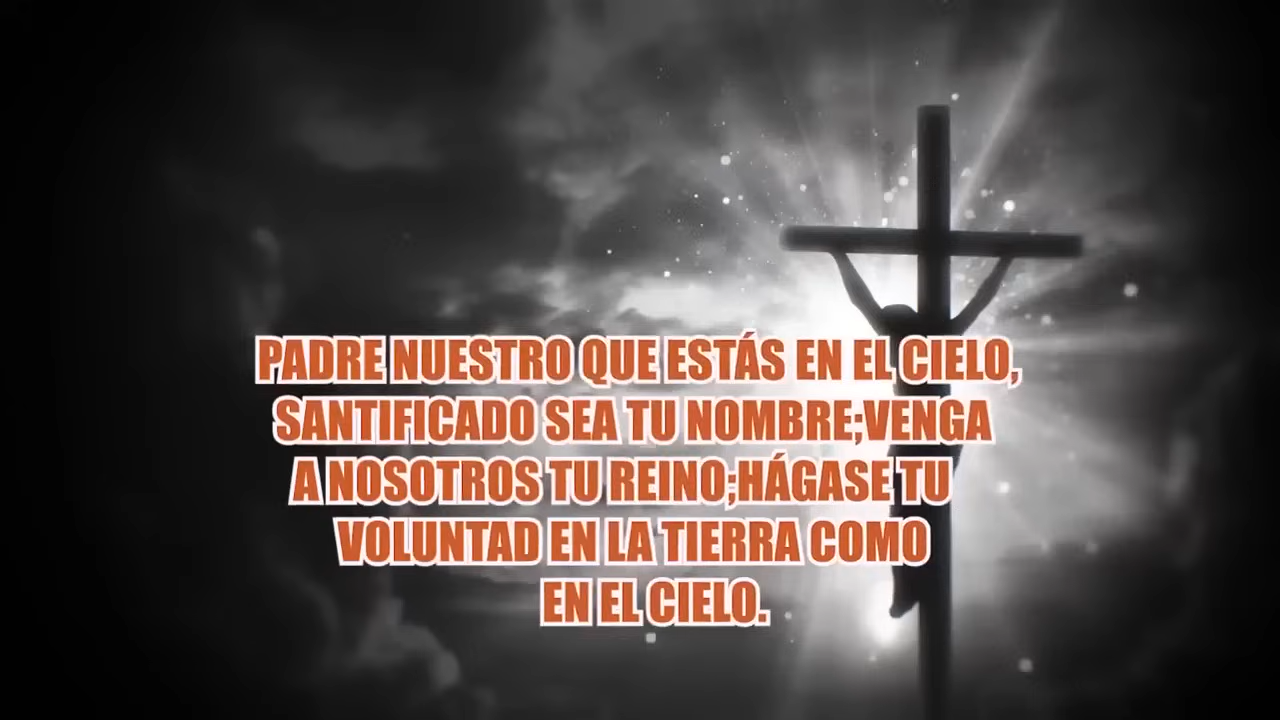 PADRE NUESTRO QUE ESTÁS EN EL CIELO,
SANTIFICADO SEA TU NOMBRE;VENGA
A NOSOTROS TU REINO;HÁGASE TU
VOLUNTAD EN LA TIERRA COMO
EN EL CIELO.